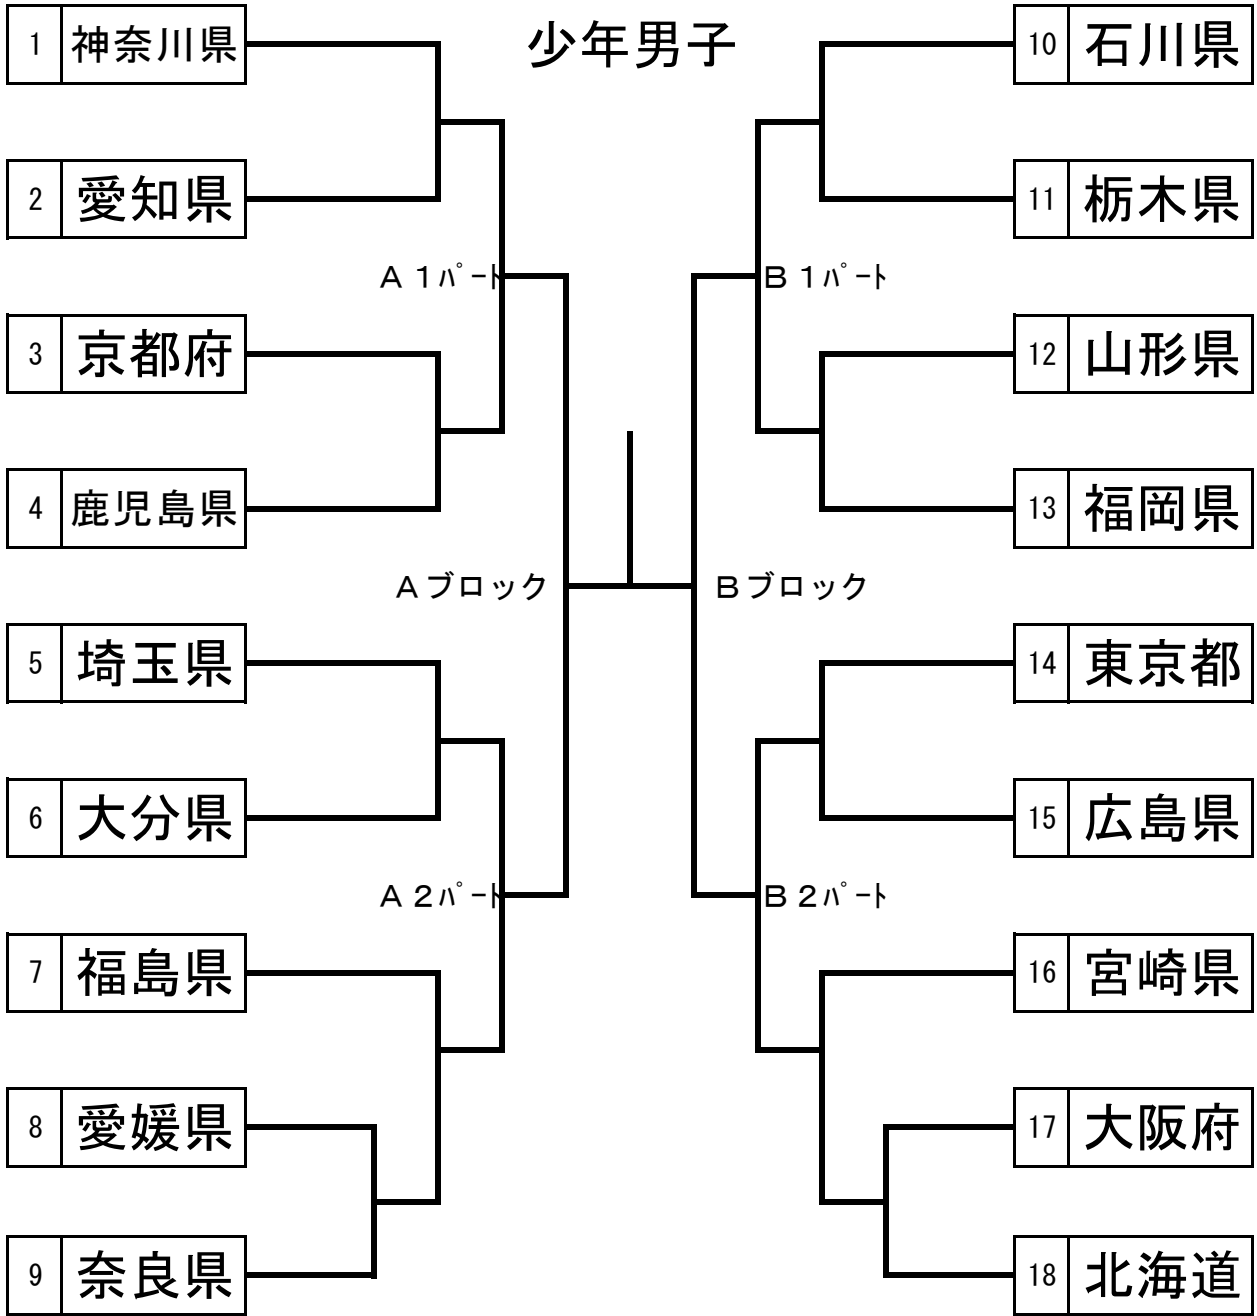 少年男子
1 神奈川県
2 愛知県
A 1パート
3 京都府
4 鹿児島県
Aブロック
5 埼玉県
6 大分県
A 2パート
7 福島県
8 愛媛県
9 奈良県
10 石川県
11 栃木県
B 1パート
12 山形県
13 福岡県
Bブロック
14 東京都
15 広島県
B 2パート
16 宮崎県
17 大阪府
18 北海道